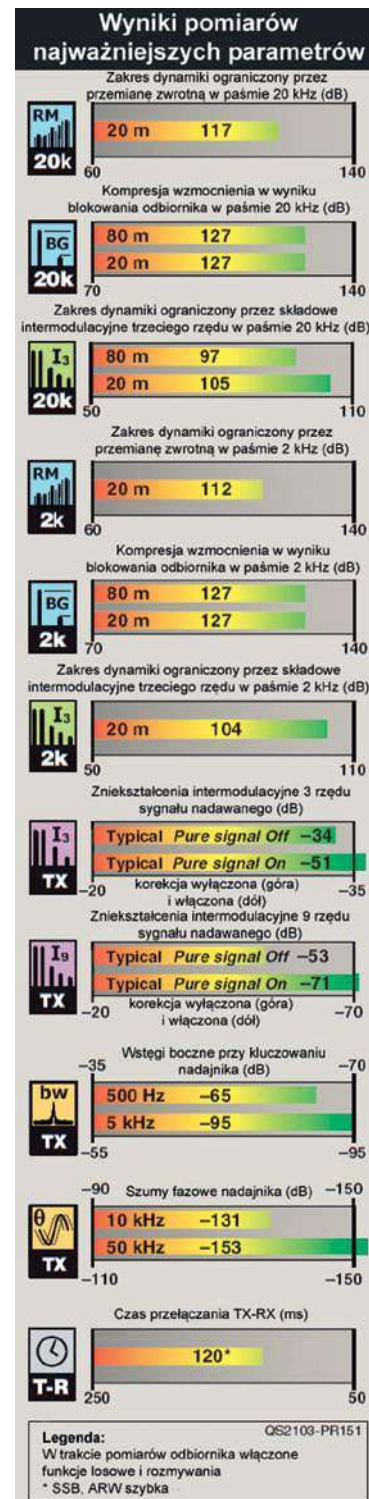 Wyniki pomiarów
najważniejszych parametrów
Zakres dynamiki ograniczony przez
przemianę zwrotną w paśmie 20 kHz (dB)
RM
20k
20 m 117
60 140
Kompresja wzmocnienia w wyniku
blokowania odbiornika w paśmie 20 kHz (dB)
BG
20k
80 m 127
20 m 127
70 140
Zakres dynamiki ograniczony przez składowe
intermodulacyjne trzeciego rzędu w paśmie 20 kHz (dB)
I3
20k
80 m 97
20 m 105
50 110
Zakres dynamiki ograniczony przez
przemianę zwrotną w paśmie 2 kHz (dB)
RM
2k
20 m 112
60 140
Kompresja wzmocnienia w wyniku
blokowania odbiornika w paśmie 2 kHz (dB)
BG
2k
80 m 127
20 m 127
70 140
Zakres dynamiki ograniczony przez składowe
intermodulacyjne trzeciego rzędu w paśmie 2 kHz (dB)
I3
2k
20 m 104
50 110
Zniekształcenia intermodulacyjne 3 rzędu
sygnału nadawanego (dB)
I3
TX
Typical Pure signal Off –34
Typical Pure signal On –51
–20 korekcja wyłączona (góra) –35
i włączona (dół)
Zniekształcenia intermodulacyjne 9 rzędu
sygnału nadawanego (dB)
I9
TX
Typical Pure signal Off –53
Typical Pure signal On –71
–20 korekcja wyłączona (góra) –70
i włączona (dół)
Wstęgi boczne przy kluczowaniu
nadajnika (dB)
–35 –70
bw
TX
500 Hz –65
5 kHz –95
–55 –95
–90 Szumy fazowe nadajnika (dB) –150
θ
TX
10 kHz –131
50 kHz –153
–110 –150
Czas przełączania TX-RX (ms)
T-R
120*
250 50
QS2103-PR151
Legenda:
W trakcie pomiarów odbiornika włączone
funkcje losowe i rozmywania
* SSB, ARW szybka